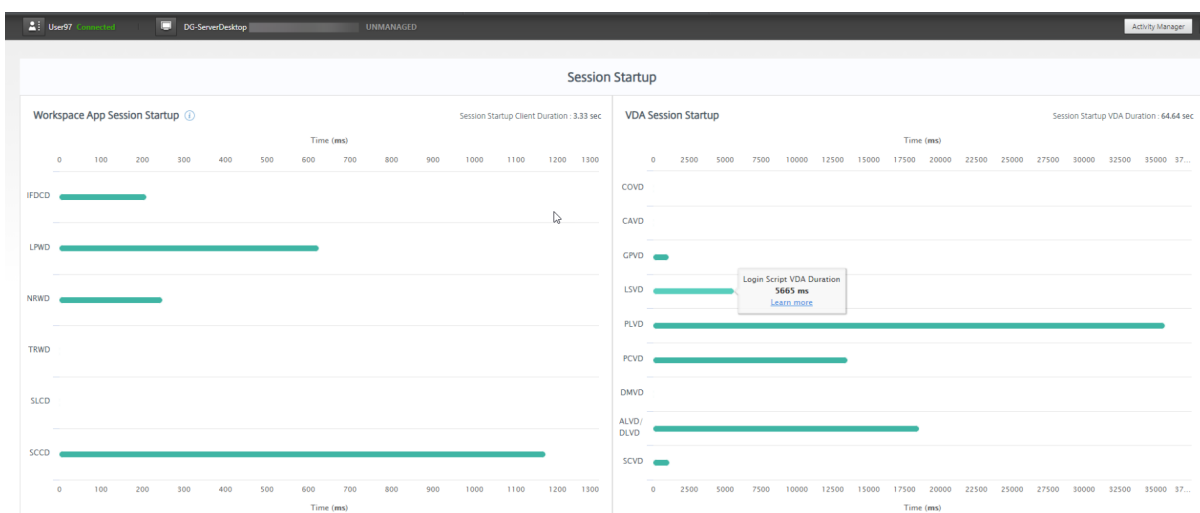 User97 Connected DG-ServerDesktop UNMANAGED Activity Manager
Session Startup
Workspace App Session Startup Session Startup Client Duration : 3.33 sec
Time (ms)
0 100 200 300 400 500 600 700 800 900 1000 1100 1200 1300
IFDCD
LPWD
NRWD
TRWD
SLCD
SCCD
0 100 200 300 400 500 600 700 800 900 1000 1100 1200 1300
Time (ms)
VDA Session Startup Session Startup VDA Duration : 64.64 sec
Time (ms)
0 2500 5000 7500 10000 12500 15000 17500 20000 22500 25000 27500 30000 32500 35000 37...
COVD
CAVD
GPVD
LSVD
Login Script VDA Duration
5665 ms
Learn more
PLVD
PCVD
DMVD
ALVD/
DLVD
SCVD
0 2500 5000 7500 10000 12500 15000 17500 20000 22500 25000 27500 30000 32500 35000 37...
Time (ms)